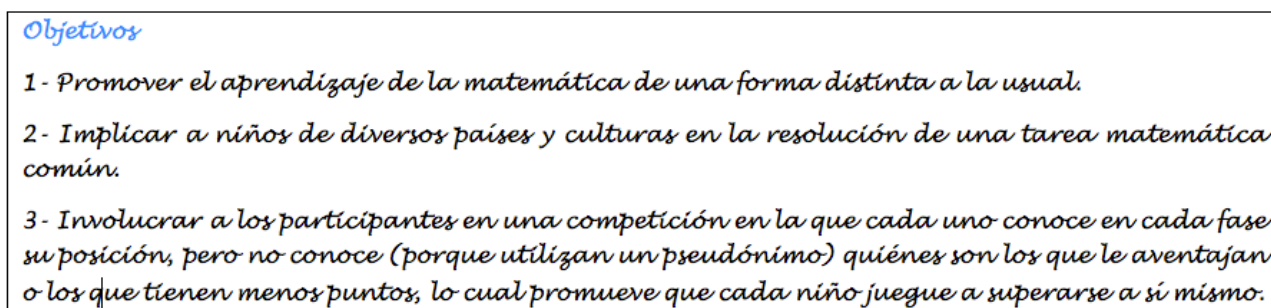 Objetivos
1- Promover el aprendizaje de la matemática de una forma distinta a la usual.
2- Implicar a niños de diversos países y culturas en la resolución de una tarea matemática
común.
3- Involucrar a los participantes en una competición en la que cada uno conoce en cada fase
su posición, pero no conoce (porque utilizan un pseudónimo) quiénes son los que le aventajan
o los que tienen menos puntos, lo cual promueve que cada niño juegue a superarse a sí mismo.